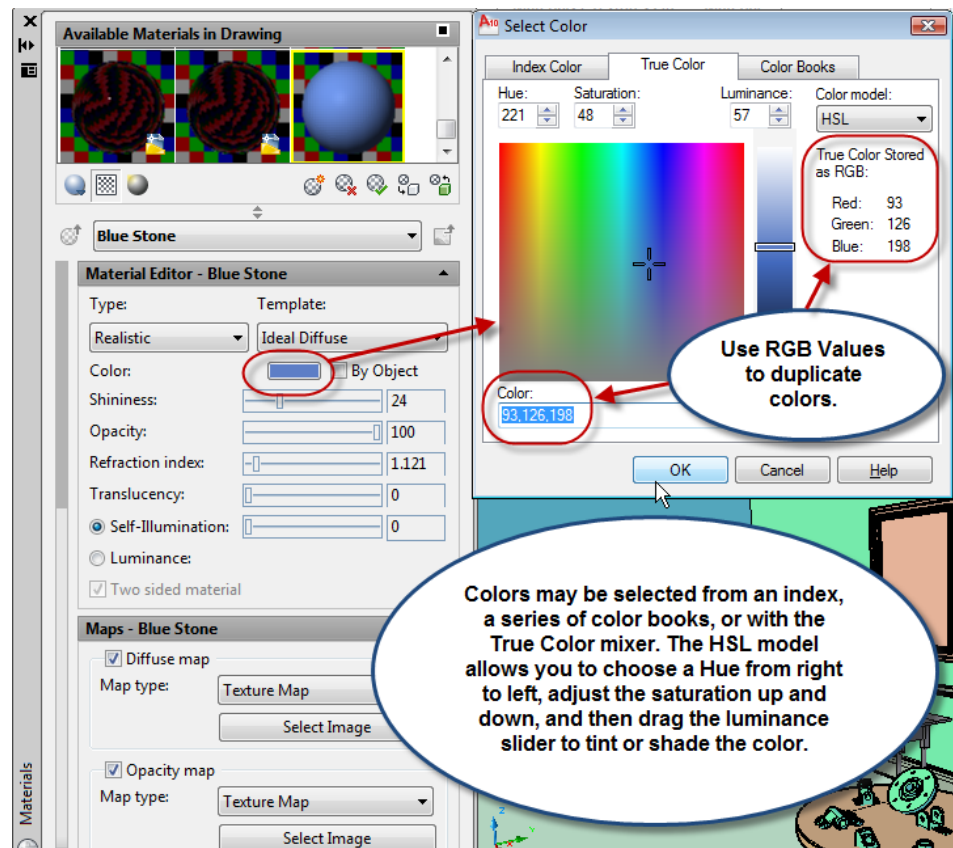 Available Materials in Drawing
Blue Stone
Material Editor - Blue Stone
Type:
Template:
Realistic
Ideal Diffuse
Color:
By Object
Shininess:
24
Opacity:
100
Refraction index:
1.121
Translucency:
0
Self-Illumination:
0
Luminance:
Two sided material
Maps - Blue Stone
Diffuse map
Map type:
Texture Map
Select Image
Opacity map
Map type:
Texture Map
Select Image
Materials
A10
Select Color
Index Color
True Color
Color Books
Hue:
Saturation:
Luminance:
Color model:
221
48
57
HSL
True Color Stored
as RGB:
Red: 93
Green: 126
Blue: 198
Color:
93,126,198
OK
Cancel
Help
Use RGB Values
to duplicate
colors.
Colors may be selected from an index,
a series of color books, or with the
True Color mixer. The HSL model
allows you to choose a Hue from right
to left, adjust the saturation up and
down, and then drag the luminance
slider to tint or shade the color.